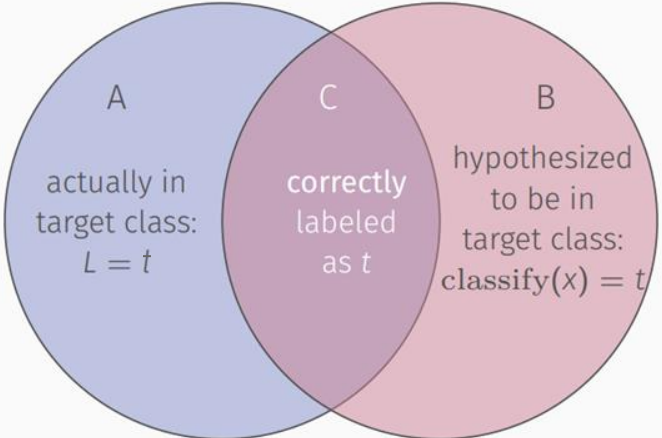 A
actually in
target class:
L = t
C
correctly
labeled
as t
B
hypothesized
to be in
target class:
classify(x) = t